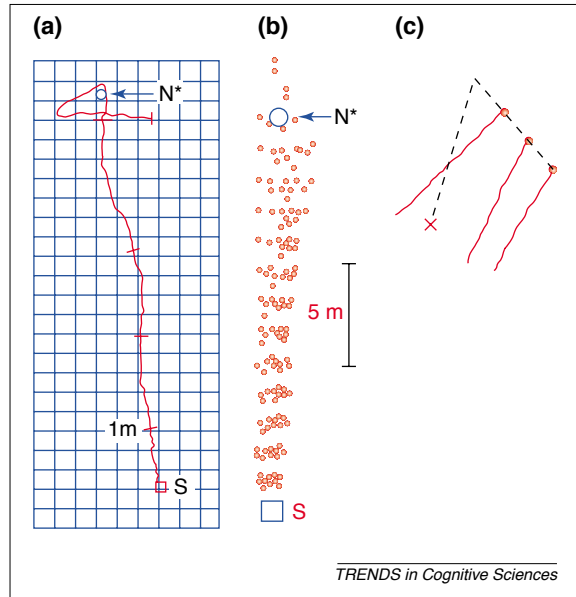 (a)
(b)
(c)
N*
N*
5 m
1m
S
S
TRENDS in Cognitive Sciences